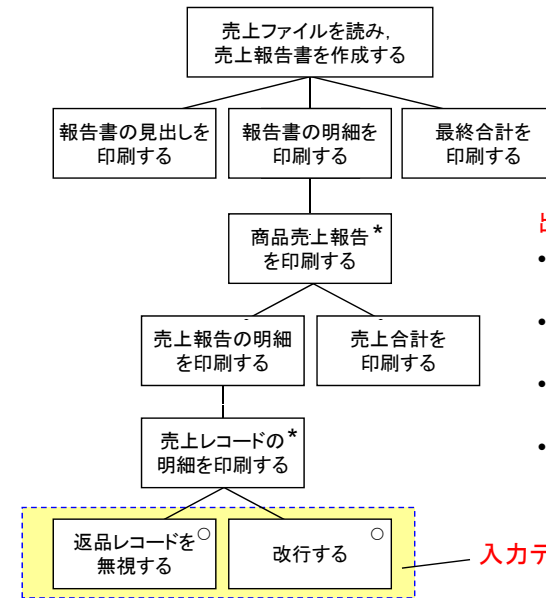 売上ファイルを読み，
売上報告書を作成する
報告書の見出しを
印刷する
報告書の明細を
印刷する
最終合計を
印刷する
商品売上報告*
を印刷する
売上報告の明細
を印刷する
売上合計を
印刷する
売上レコードの*
明細を印刷する
返品レコードを○
無視する
改行する ○
入力デ